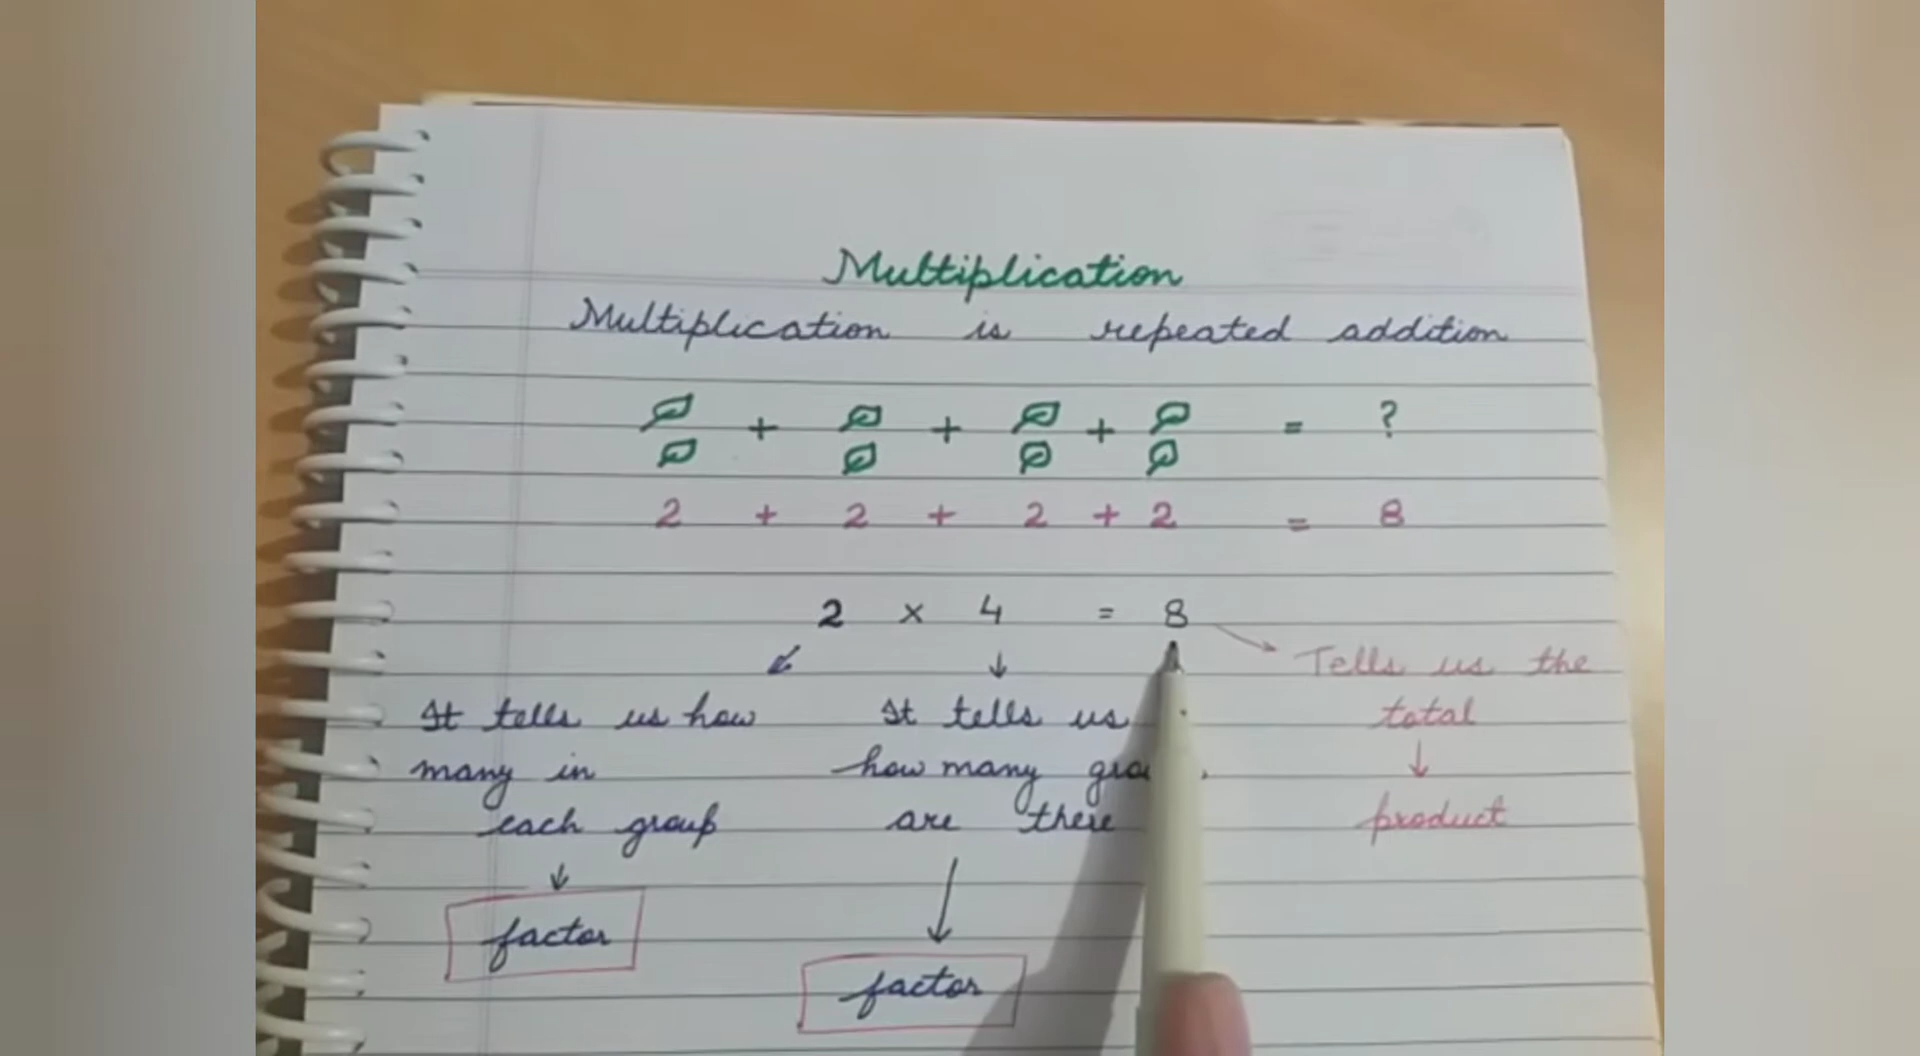 Multiplication
Multiplication is repeated addition
+ + + = ?
2 + 2 + 2 + 2 = 8
2 × 4 = 8
Tells us the
total
↓
product
It tells us how
many in
each group
↓
factor
It tells us
how many
are there
↓
factor